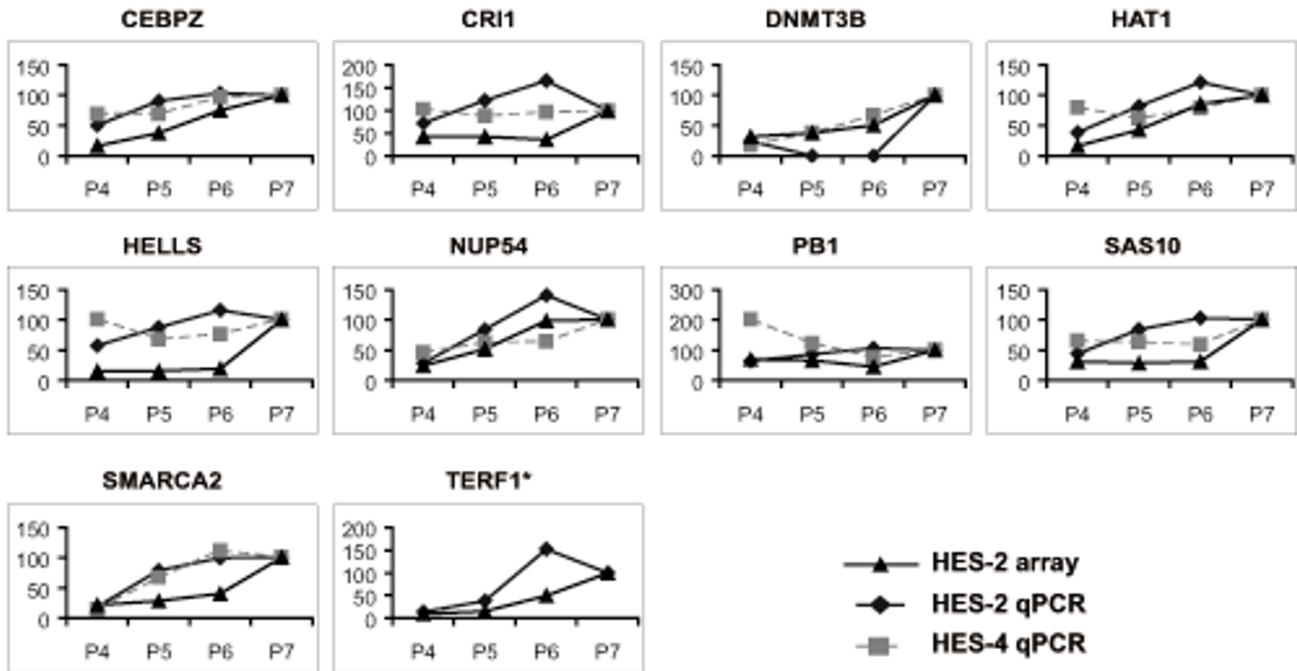 CEBPZ CRI1 DNMT3B HAT1
150 200 150 150
100 150 100 100
50 100 50 50
0 50 0 0
0
P4 P5 P6 P7 P4 P5 P6 P7 P4 P5 P6 P7 P4 P5 P6 P7
HELLS NUP54 PB1 SAS10
150 150 300 150
100 100 200 100
50 50 100 50
0 0 0 0
P4 P5 P6 P7 P4 P5 P6 P7 P4 P5 P6 P7 P4 P5 P6 P7
SMARCA2 TERF1*
150 200
100 150
50 100
0 50
0
P4 P5 P6 P7 P4 P5 P6 P7
HES-2 array
HES-2 qPCR
HES-4 qPCR